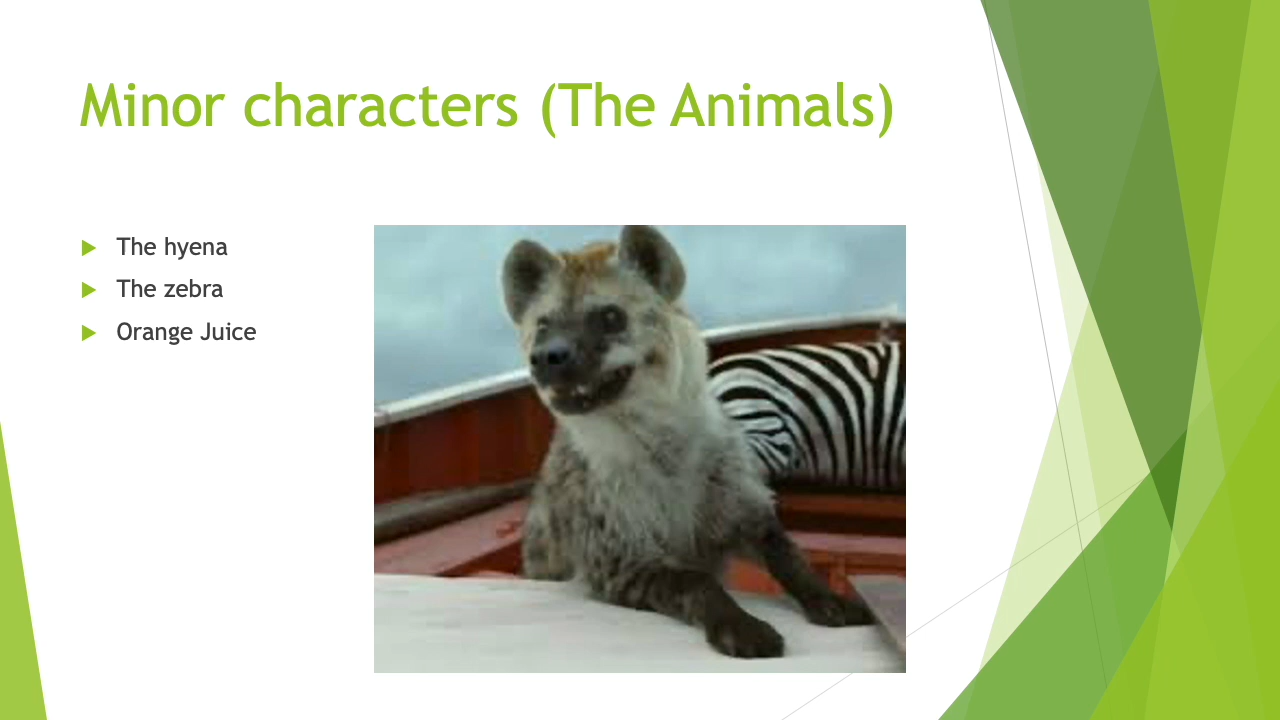 Minor characters (The Animals)
The hyena
The zebra
Orange Juice